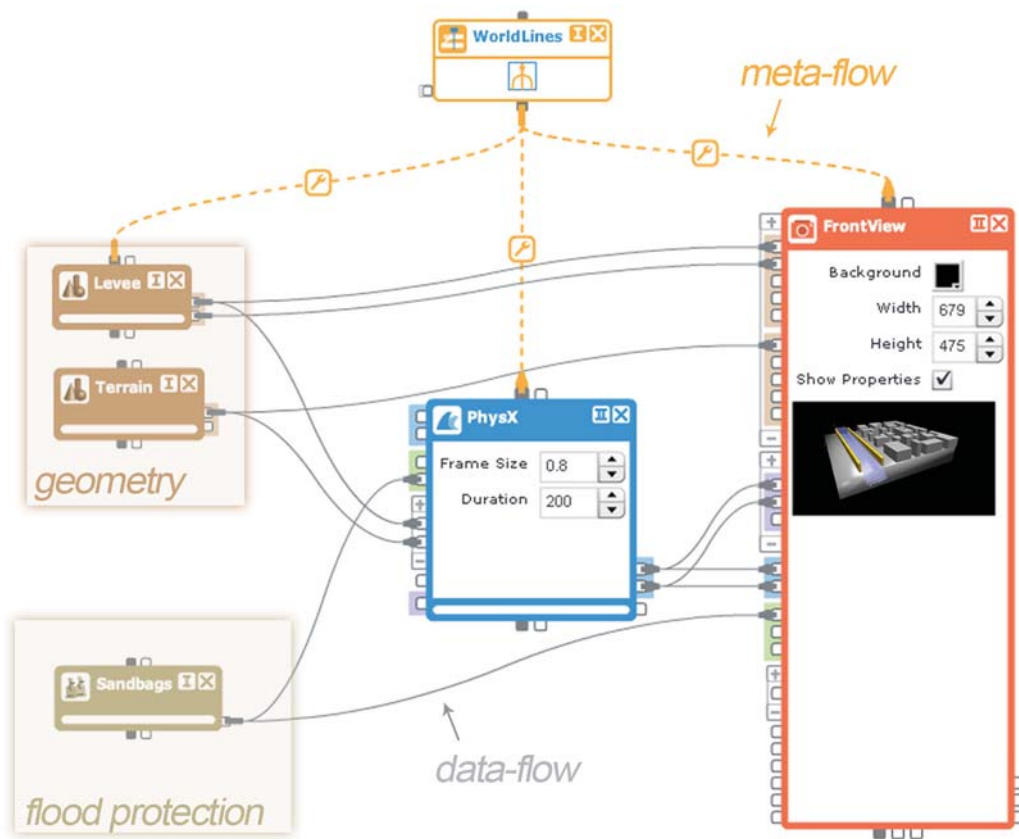 WorldLines
meta-flow
FrontView
Background
Width 679
Height 475
Show Properties
Levee
Terrain
geometry
PhysX
Frame Size 0.8
Duration 200
Sandbags
flood protection
data-flow